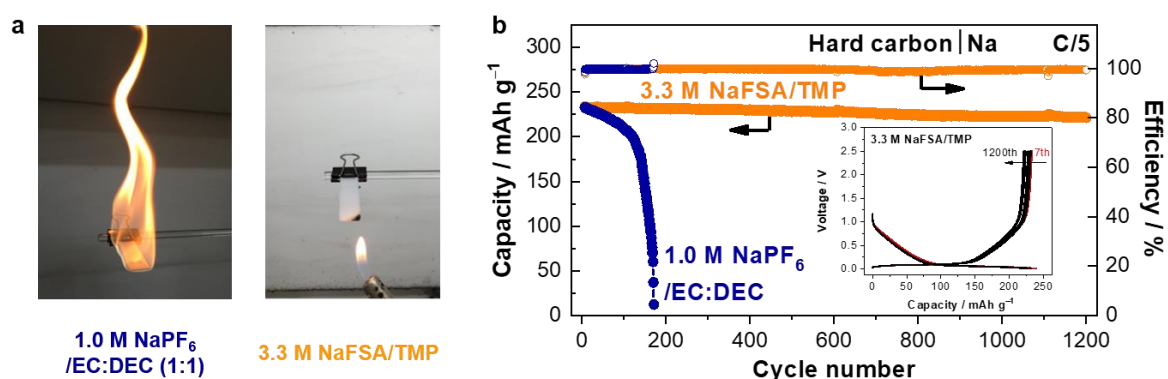 a
1.0 M NaPF6
/EC:DEC (1:1)
3.3 M NaFSA/TMP
b
Hard carbon|Na C/5
3.3 M NaFSA/TMP
1.0 M NaPF6
/EC:DEC
Capacity / mAh g–1
300
250
200
150
100
50
0
Efficiency / %
100
80
60
40
20
0
0 200 400 600 800 1000 1200
Cycle number
3.3 M NaFSA/TMP
1200th 7th
Voltage / V
3.0
2.5
2.0
1.5
1.0
0.5
0.0
0 50 100 150 200 250
Capacity / mAh g–1